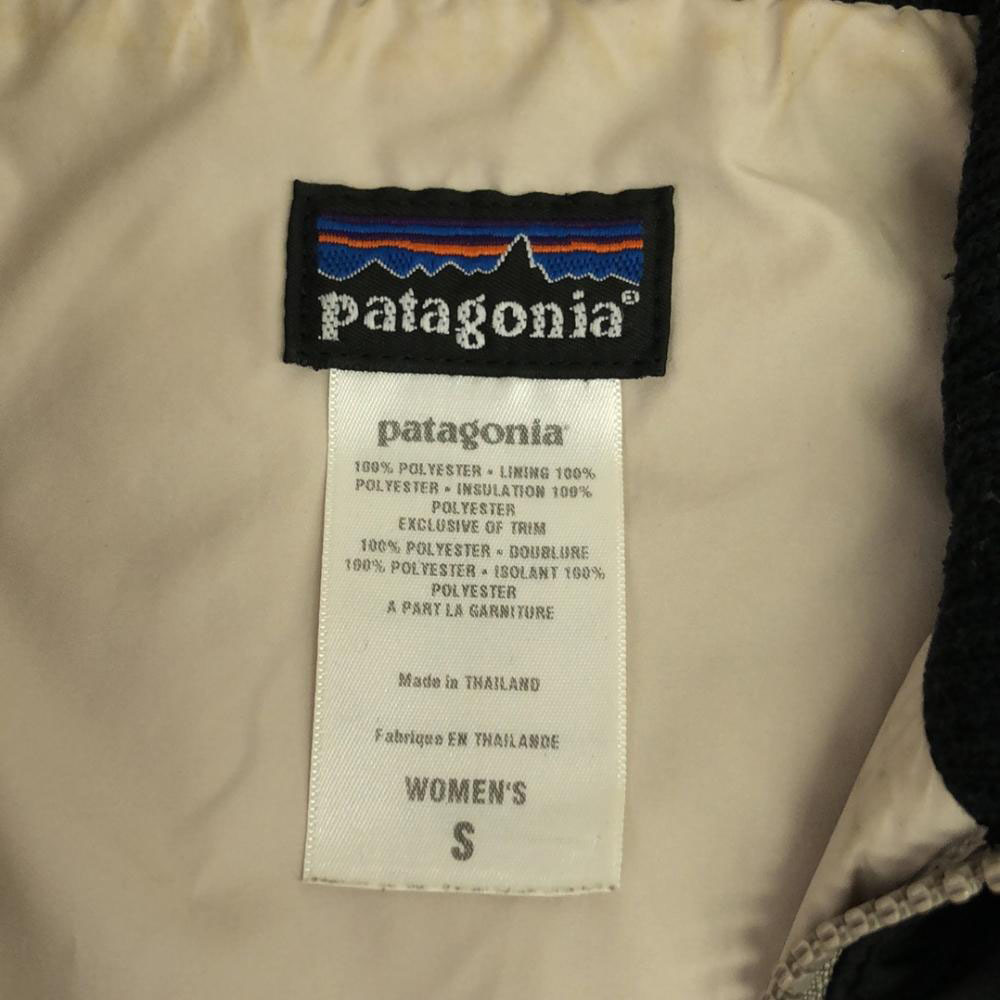 patagonia®
patagonia
100% POLYESTER • LINING 100%
POLYESTER • INSULATION 100%
POLYESTER
EXCLUSIVE OF TRIM
100% POLYESTER • DOUBLURE
100% POLYESTER • ISOLANT 100%
POLYESTER
A PART LA GARNITURE
Made in THAILAND
Fabrique EN THAILANDE
WOMEN'S
S